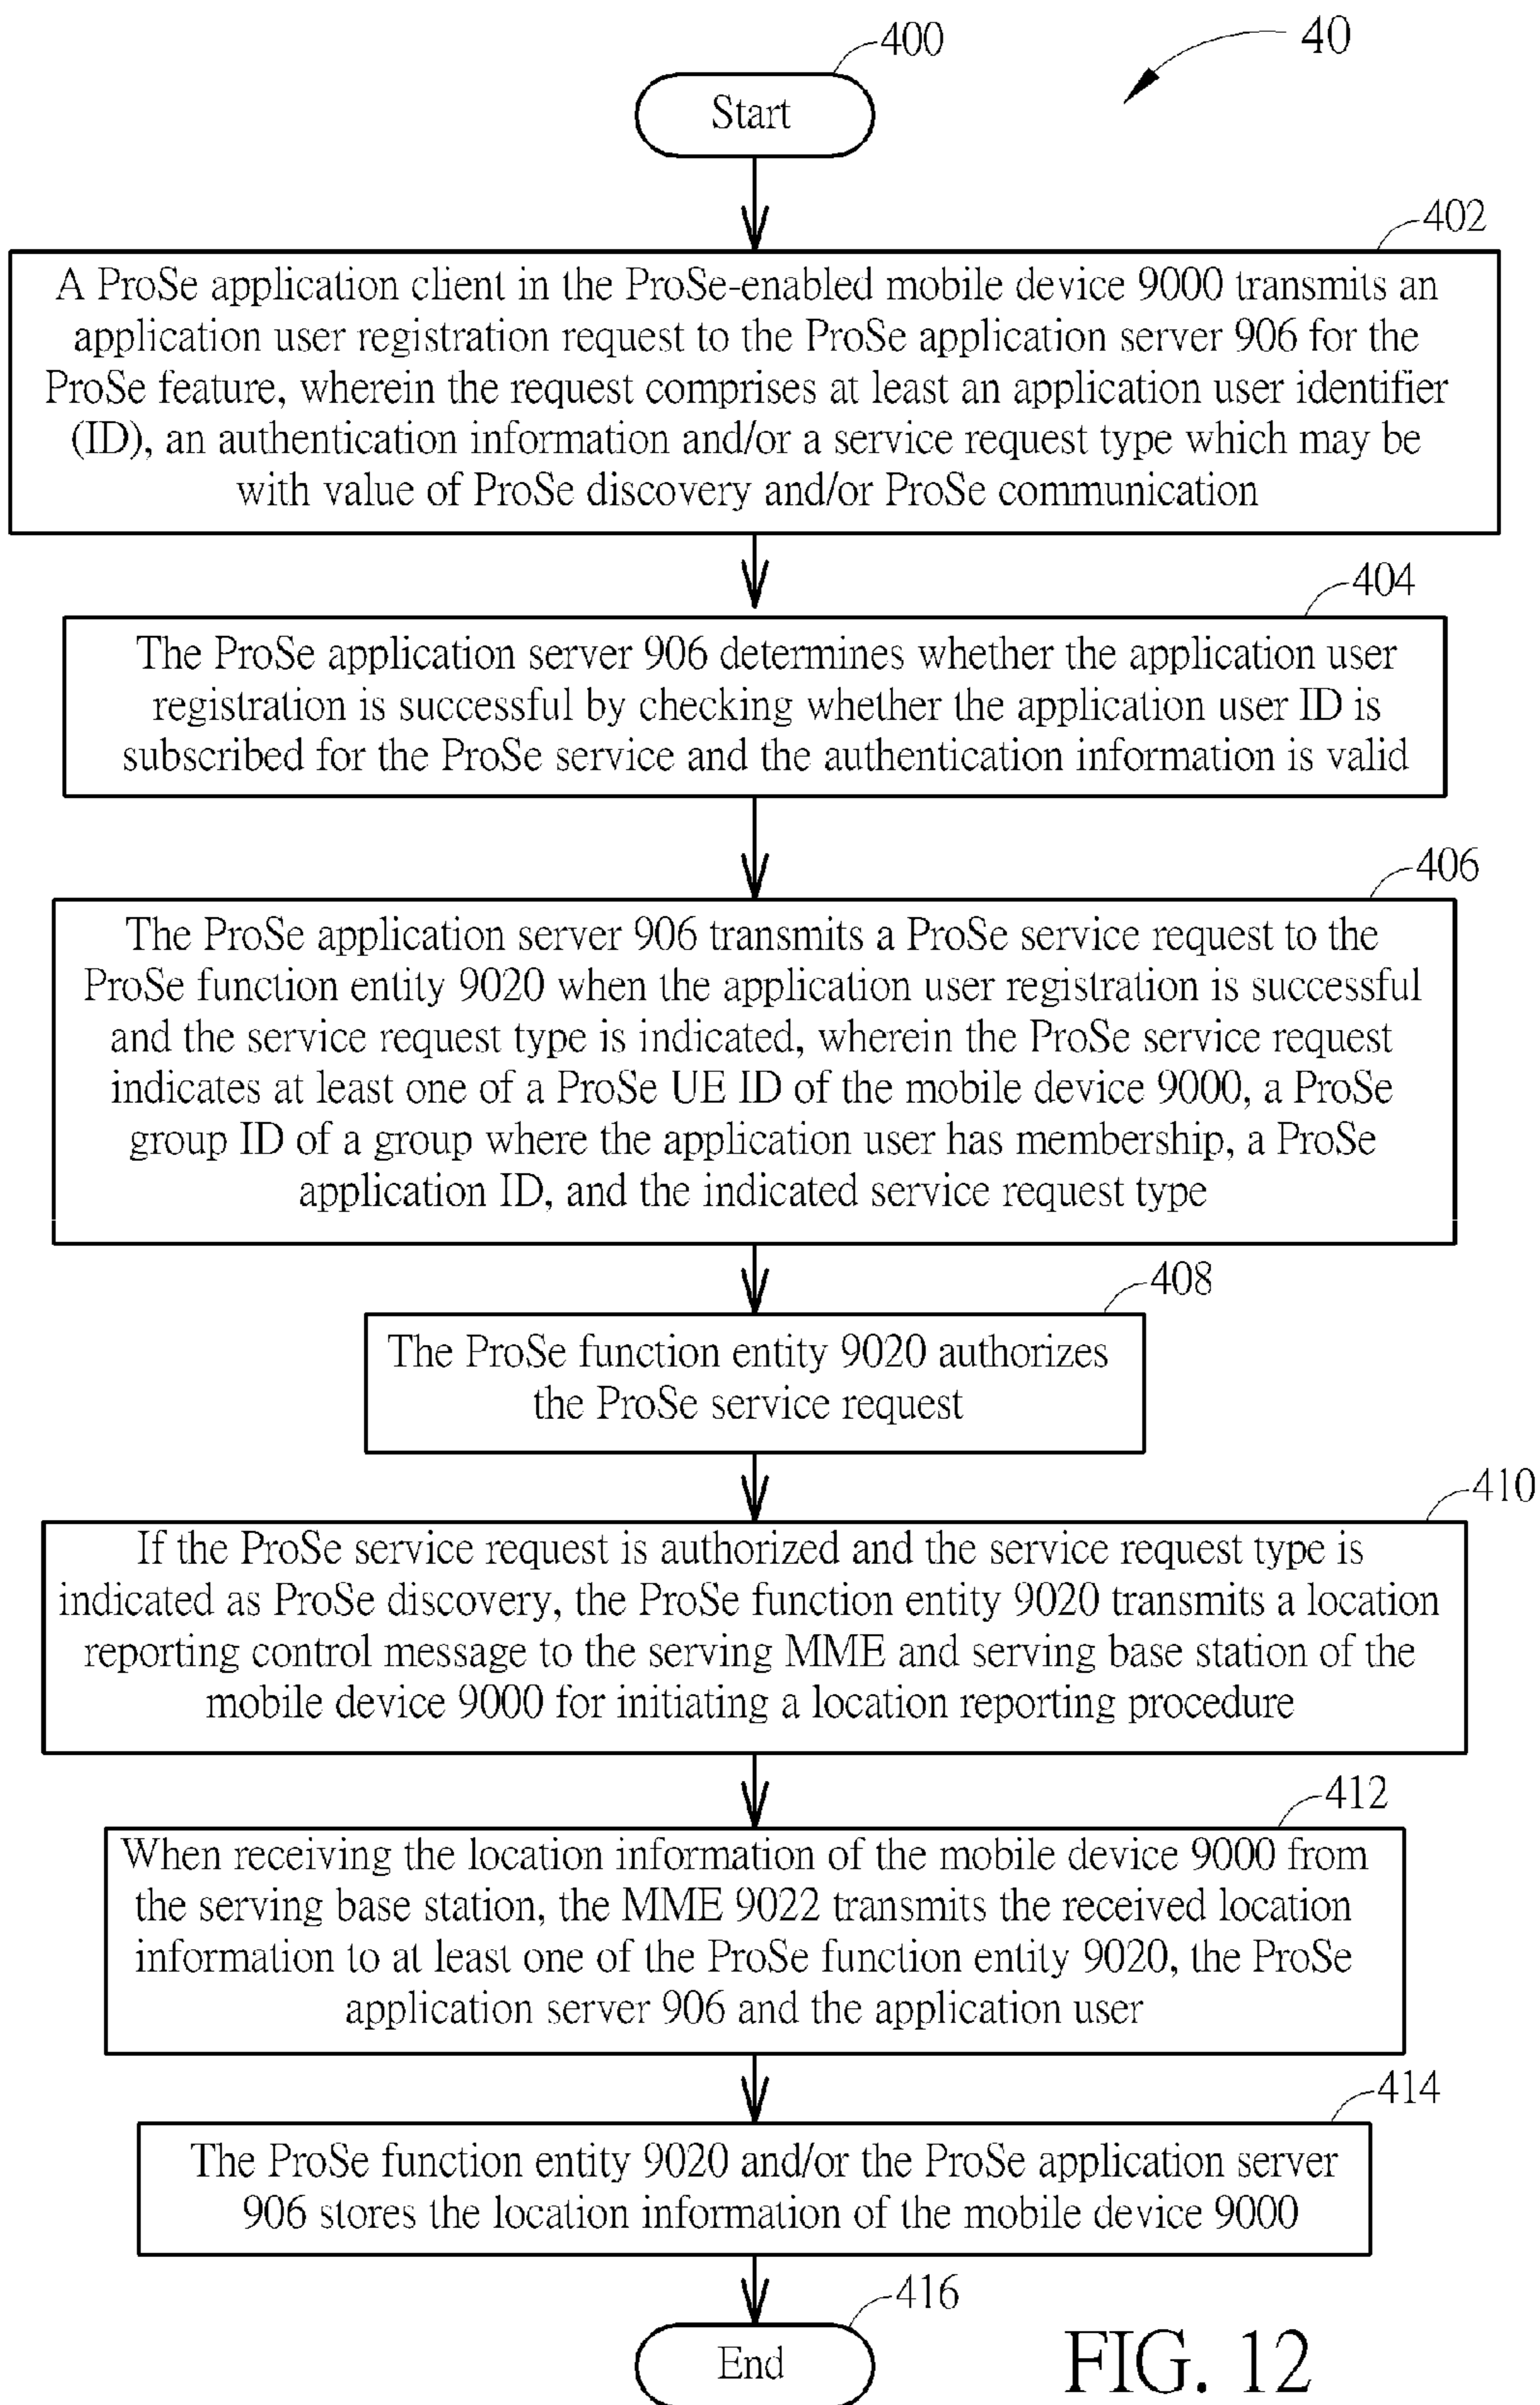 400
40
Start
402
A ProSe application client in the ProSe-enabled mobile device 9000 transmits an
application user registration request to the ProSe application server 906 for the
ProSe feature, wherein the request comprises at least an application user identifier
(ID), an authentication information and/or a service request type which may be
with value of ProSe discovery and/or ProSe communication
404
The ProSe application server 906 determines whether the application user
registration is successful by checking whether the application user ID is
subscribed for the ProSe service and the authentication information is valid
406
The ProSe application server 906 transmits a ProSe service request to the
ProSe function entity 9020 when the application user registration is successful
and the service request type is indicated, wherein the ProSe service request
indicates at least one of a ProSe UE ID of the mobile device 9000, a ProSe
group ID of a group where the application user has membership, a ProSe
application ID, and the indicated service request type
408
The ProSe function entity 9020 authorizes
the ProSe service request
410
If the ProSe service request is authorized and the service request type is
indicated as ProSe discovery, the ProSe function entity 9020 transmits a location
reporting control message to the serving MME and serving base station of the
mobile device 9000 for initiating a location reporting procedure
412
When receiving the location information of the mobile device 9000 from
the serving base station, the MME 9022 transmits the received location
information to at least one of the ProSe function entity 9020, the ProSe
application server 906 and the application user
414
The ProSe function entity 9020 and/or the ProSe application server
906 stores the location information of the mobile device 9000
416
End
FIG. 12